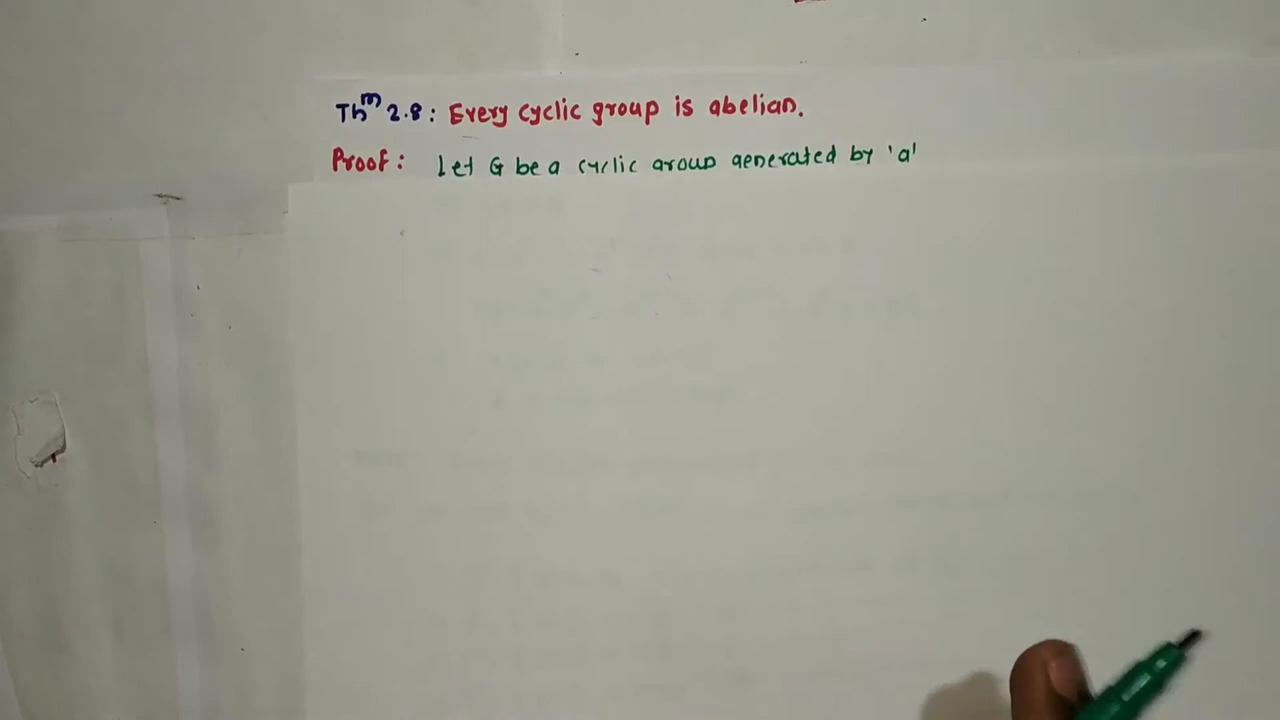 Thm 2.8: Every cyclic group is abelian.
Proof: Let G be a cyclic group generated by 'a'